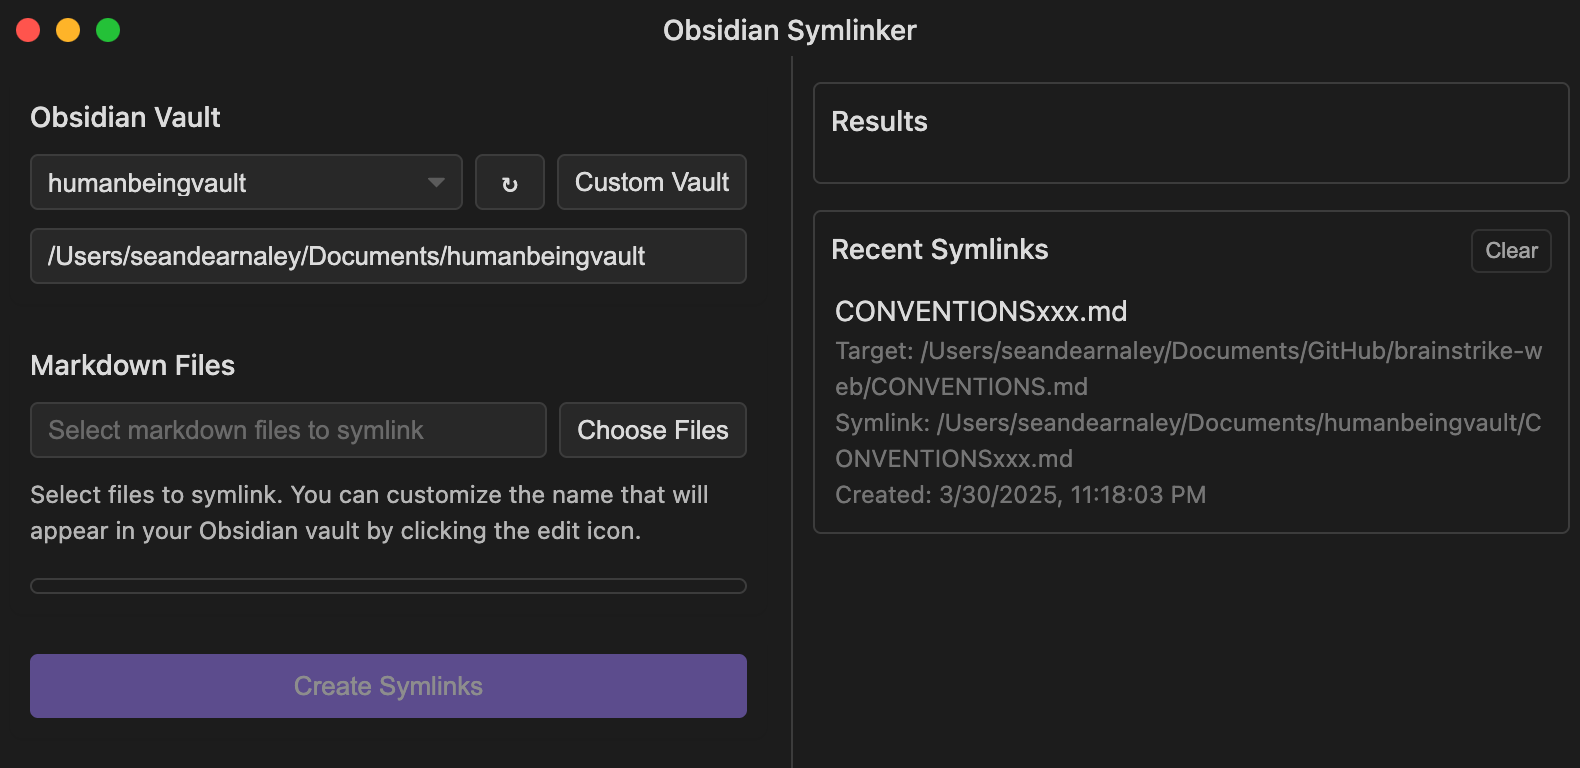 Obsidian Symlinker
Obsidian Vault
humanbeingvault
↻
Custom Vault
/Users/seandearnaley/Documents/humanbeingvault
Markdown Files
Select markdown files to symlink
Choose Files
Select files to symlink. You can customize the name that will
appear in your Obsidian vault by clicking the edit icon.
Create Symlinks
Results
Recent Symlinks
Clear
CONVENTIONSxxx.md
Target: /Users/seandearnaley/Documents/GitHub/brainstrike-w
eb/CONVENTIONS.md
Symlink: /Users/seandearnaley/Documents/humanbeingvault/C
ONVENTIONSxxx.md
Created: 3/30/2025, 11:18:03 PM